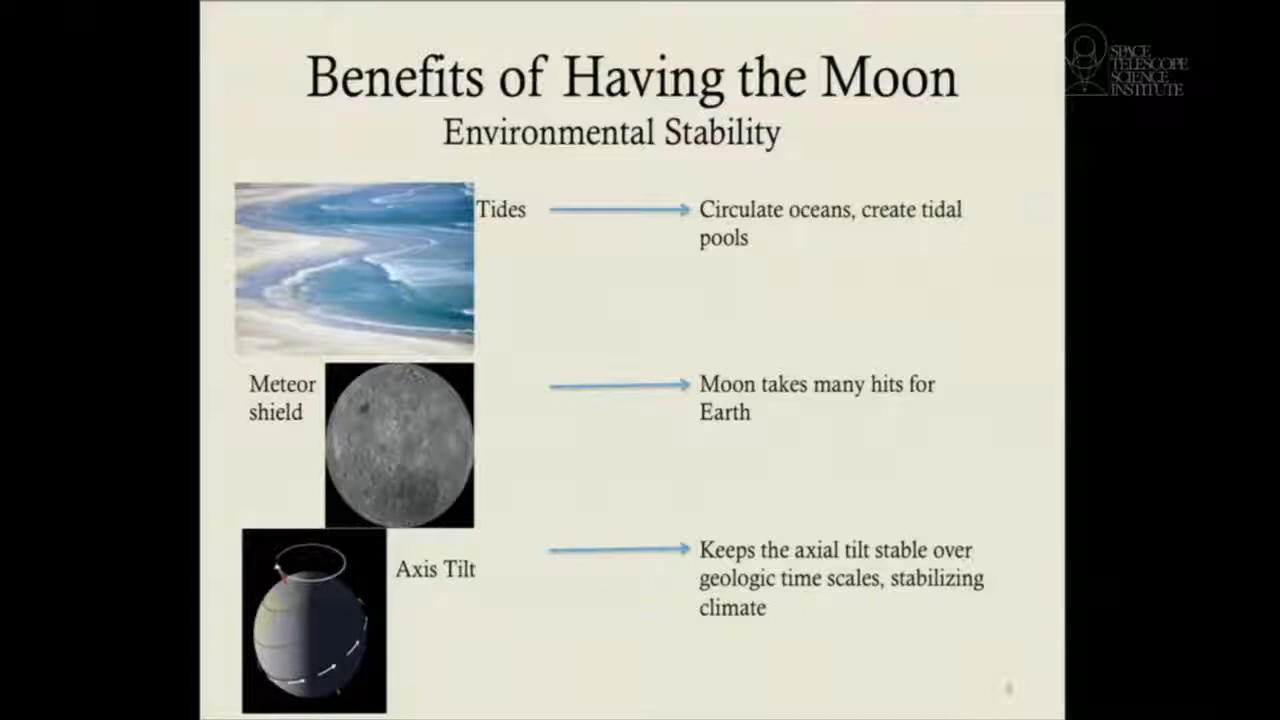 Benefits of Having the Moon
Environmental Stability
Tides
Circulate oceans, create tidal
pools
Meteor
shield
Moon takes many hits for
Earth
Axis Tilt
Keeps the axial tilt stable over
geologic time scales, stabilizing
climate
SPACE
TELESCOPE
SCIENCE
INSTITUTE